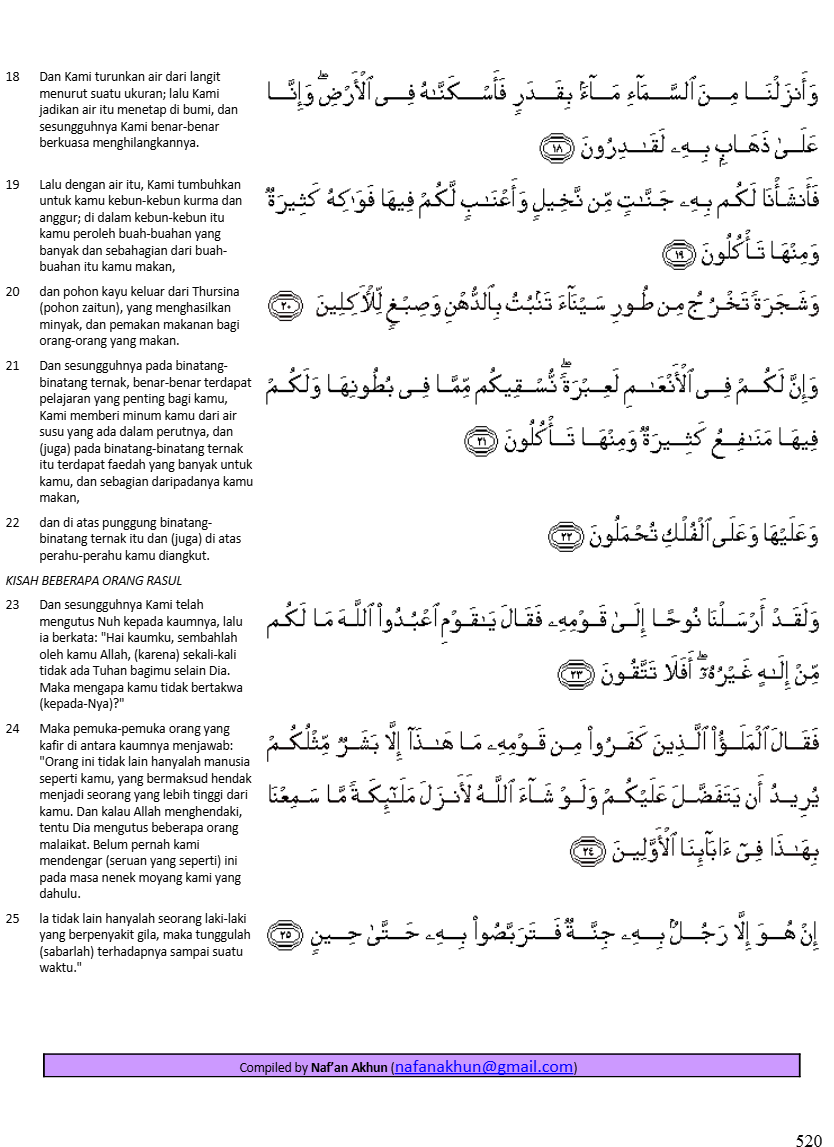 18 Dan Kami turunkan air dari langit
menurut suatu ukuran; lalu Kami
jadikan air itu menetap di bumi, dan
sesungguhnya Kami benar-benar
berkuasa menghilangkannya.
وَأَنزَلْنَا مِنَ ٱلسَّمَآءِ مَآءًۢ بِقَدَرٍ فَأَسْكَنَّٰهُ فِى ٱلْأَرْضِ ۖ وَإِنَّا
عَلَىٰ ذَهَابٍۭ بِهِۦ لَقَٰدِرُونَ ١٨
19 Lalu dengan air itu, Kami tumbuhkan
untuk kamu kebun-kebun kurma dan
anggur; di dalam kebun-kebun itu
kamu peroleh buah-buahan yang
banyak dan sebahagian dari buah-
buahan itu kamu makan,
فَأَنشَأْنَا لَكُم بِهِۦ جَنَّٰتٍ مِّن نَّخِيلٍ وَأَعْنَٰبٍ لَّكُمْ فِيهَا فَوَٰكِهُ كَثِيرَةٌ
وَمِنْهَا تَأْكُلُونَ ١٩
20 dan pohon kayu keluar dari Thursina
(pohon zaitun), yang menghasilkan
minyak, dan pemakan makanan bagi
orang-orang yang makan.
وَشَجَرَةً تَخْرُجُ مِن طُورِ سَيْنَآءَ تَنۢبُتُ بِٱلدُّهْنِ وَصِبْغٍ لِّلْءَاكِلِينَ ٢٠
21 Dan sesungguhnya pada binatang-
binatang ternak, benar-benar terdapat
pelajaran yang penting bagi kamu,
Kami memberi minum kamu dari air
susu yang ada dalam perutnya, dan
(juga) pada binatang-binatang ternak
itu terdapat faedah yang banyak untuk
kamu, dan sebagian daripadanya kamu
makan,
وَإِنَّ لَكُمْ فِى ٱلْأَنْعَٰمِ لَعِبْرَةً ۖ نُّسْقِيكُم مِّمَّا فِى بُطُونِهَا وَلَكُمْ
فِيهَا مَنَٰفِعُ كَثِيرَةٌ وَمِنْهَا تَأْكُلُونَ ٢١
22 dan di atas punggung binatang-
binatang ternak itu dan (juga) di atas
perahu-perahu kamu diangkut.
وَعَلَيْهَا وَعَلَى ٱلْفُلْكِ تُحْمَلُونَ ٢٢
KISAH BEBERAPA ORANG RASUL
23 Dan sesungguhnya Kami telah
mengutus Nuh kepada kaumnya, lalu
ia berkata: "Hai kaumku, sembahlah
oleh kamu Allah, (karena) sekali-kali
tidak ada Tuhan bagimu selain Dia.
Maka mengapa kamu tidak bertakwa
(kepada-Nya)?"
وَلَقَدْ أَرْسَلْنَا نُوحًا إِلَىٰ قَوْمِهِۦ فَقَالَ يَٰقَوْمِ ٱعْبُدُوا۟ ٱللَّهَ مَا لَكُم
مِّنْ إِلَٰهٍ غَيْرُهُۥٓ ۖ أَفَلَا تَتَّقُونَ ٢٣
24 Maka pemuka-pemuka orang yang
kafir di antara kaumnya menjawab:
"Orang ini tidak lain hanyalah manusia
seperti kamu, yang bermaksud hendak
menjadi seorang yang lebih tinggi dari
kamu. Dan kalau Allah menghendaki,
tentu Dia mengutus beberapa orang
malaikat. Belum pernah kami
mendengar (seruan yang seperti) ini
pada masa nenek moyang kami yang
dahulu.
فَقَالَ ٱلْمَلَؤُا۟ ٱلَّذِينَ كَفَرُوا۟ مِن قَوْمِهِۦ مَا هَٰذَآ إِلَّا بَشَرٌ مِّثْلُكُمْ
يُرِيدُ أَن يَتَفَضَّلَ عَلَيْكُمْ وَلَوْ شَآءَ ٱللَّهُ لَأَنزَلَ مَلَٰٓئِكَةً مَّا سَمِعْنَا
بِهَٰذَا فِىٓ ءَابَآئِنَا ٱلْأَوَّلِينَ ٢٤
25 Ia tidak lain hanyalah seorang laki-laki
yang berpenyakit gila, maka tunggulah
(sabarlah) terhadapnya sampai suatu
waktu."
إِنْ هُوَ إِلَّا رَجُلٌۢ بِهِۦ جِنَّةٌ فَتَرَبَّصُوا۟ بِهِۦ حَتَّىٰ حِينٍ ٢٥
Compiled by Naf'an Akhun (nafanakhun@gmail.com)
520